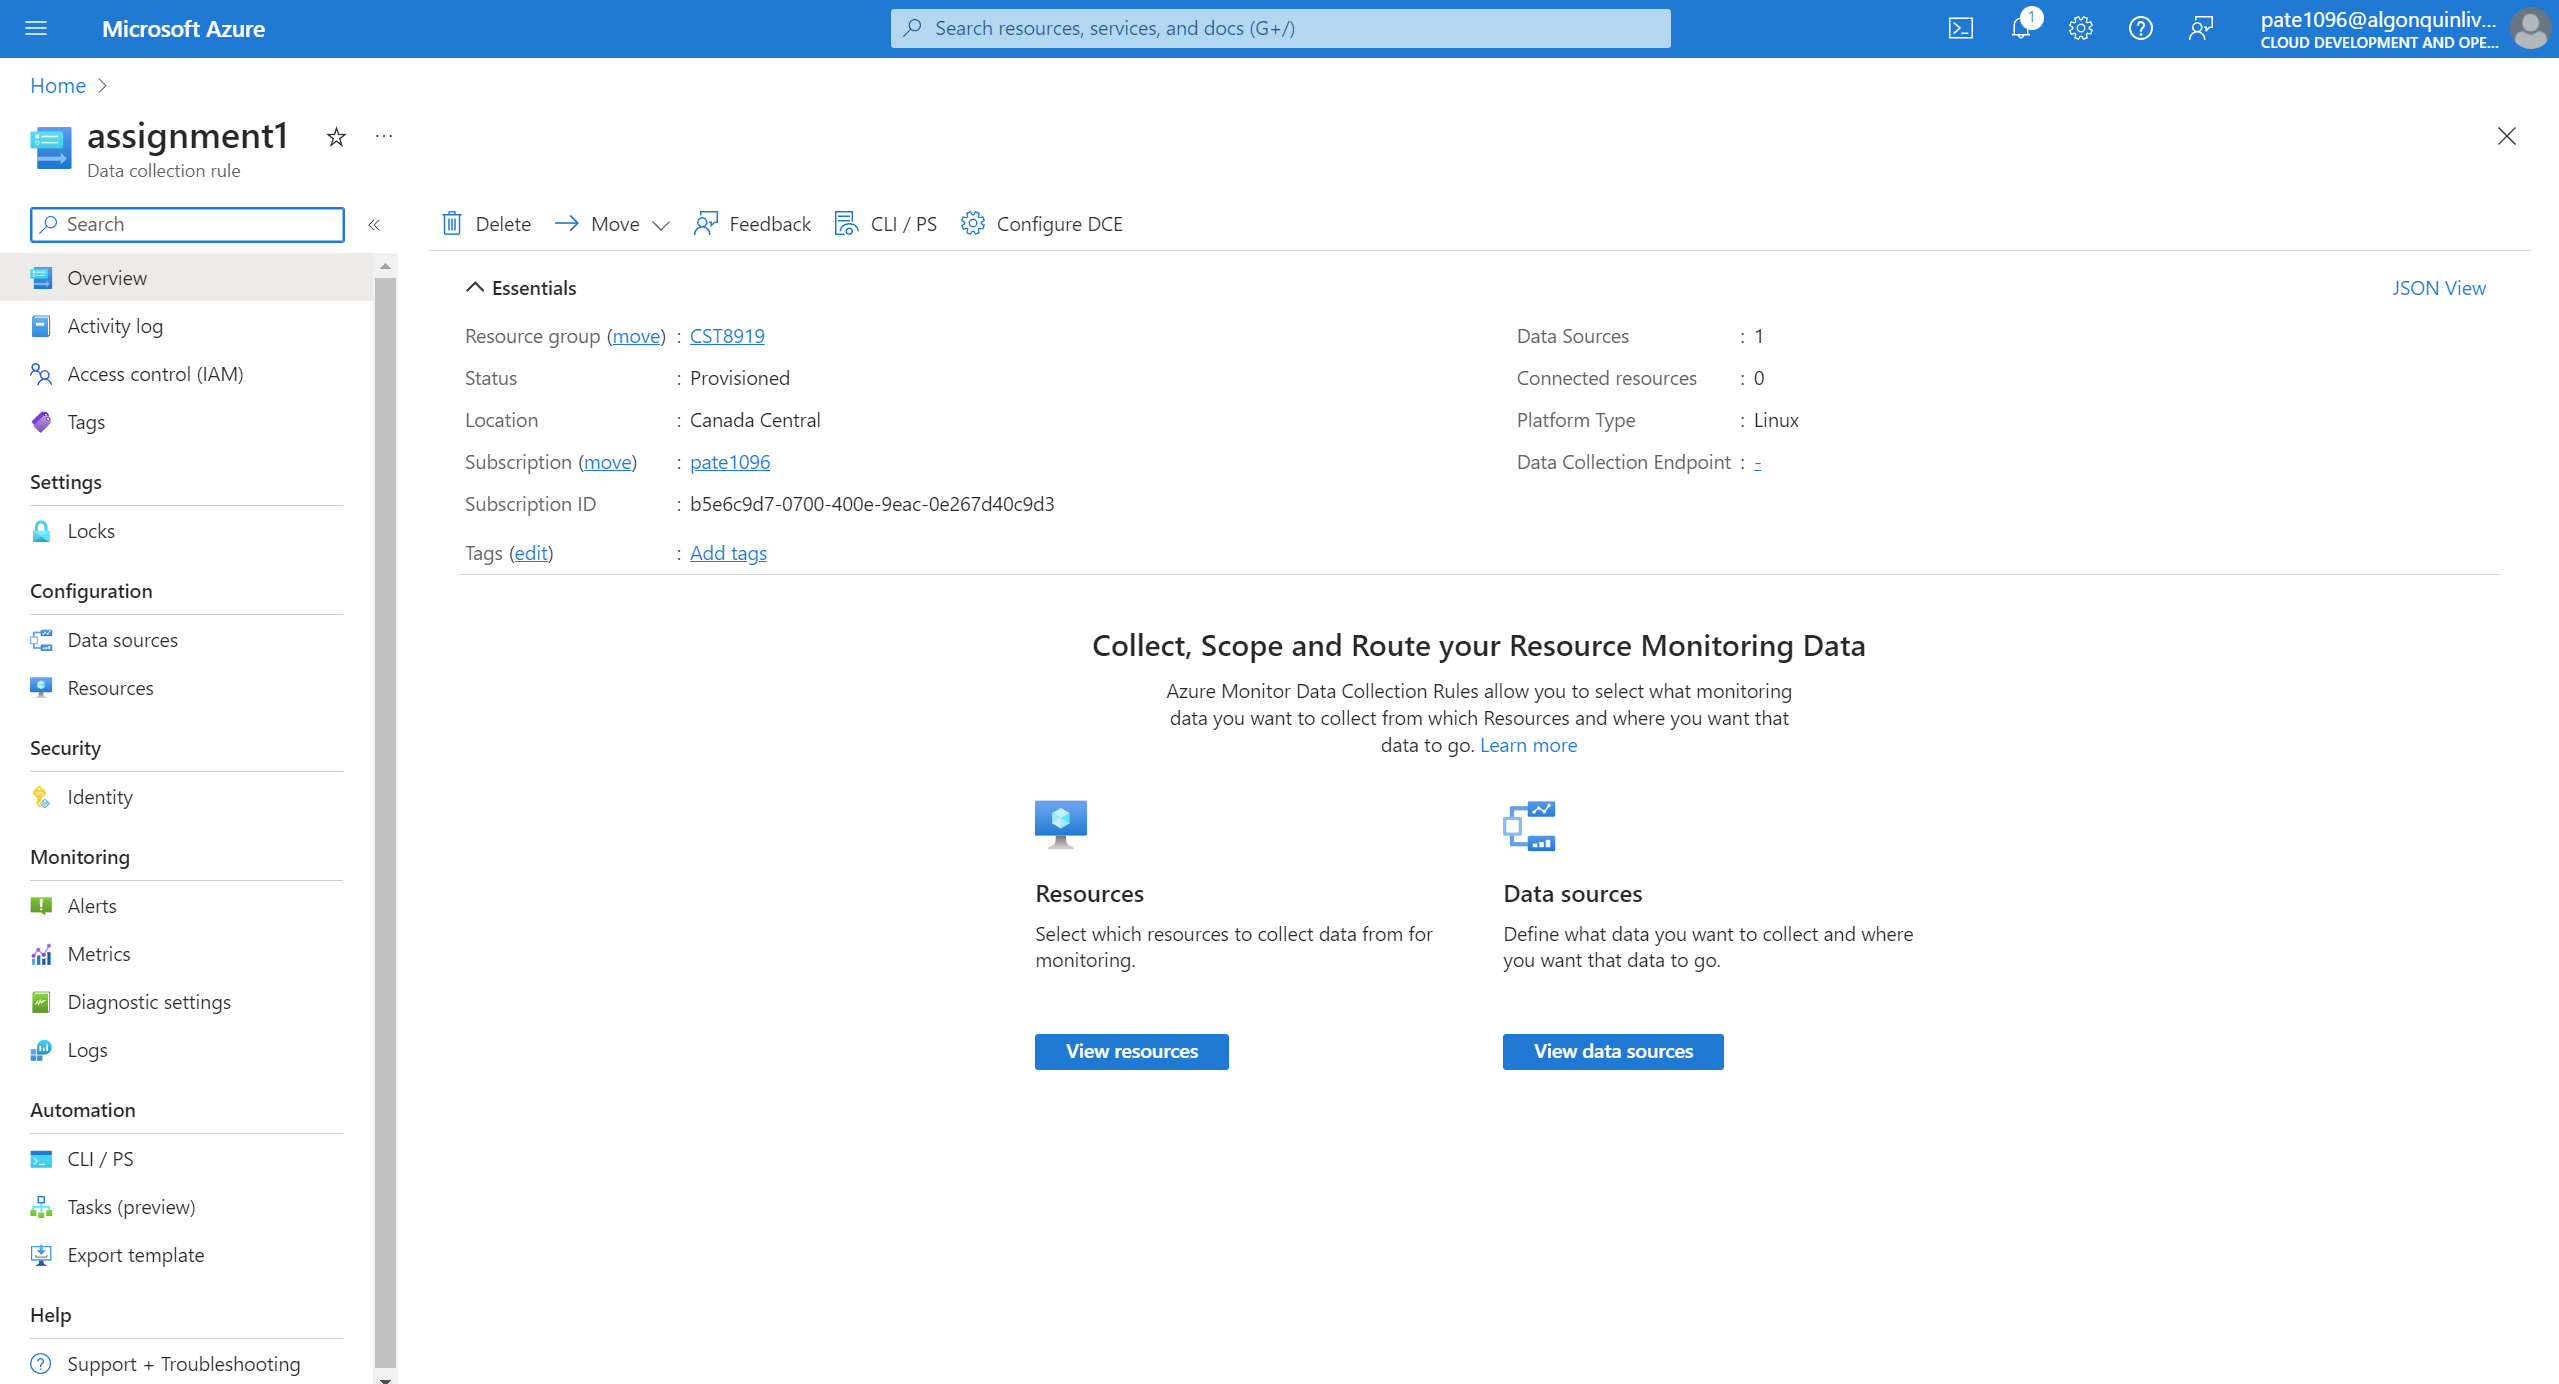 Microsoft Azure
Search resources, services, and docs (G+/)
1
pate1096@algonquinliv...
CLOUD DEVELOPMENT AND OPE...
Home
assignment1
...
Data collection rule
Search
«
Delete
Move
Feedback
CLI / PS
Configure DCE
Overview
Activity log
Access control (IAM)
Tags
Settings
Locks
Configuration
Data sources
Resources
Security
Identity
Monitoring
Alerts
Metrics
Diagnostic settings
Logs
Automation
CLI / PS
Tasks (preview)
Export template
Help
Support + Troubleshooting
Essentials
JSON View
Resource group (move) : CST8919
Status : Provisioned
Location : Canada Central
Subscription (move) : pate1096
Subscription ID : b5e6c9d7-0700-400e-9eac-0e267d40c9d3
Tags (edit) : Add tags
Data Sources : 1
Connected resources : 0
Platform Type : Linux
Data Collection Endpoint : -
Collect, Scope and Route your Resource Monitoring Data
Azure Monitor Data Collection Rules allow you to select what monitoring
data you want to collect from which Resources and where you want that
data to go. Learn more
Resources
Select which resources to collect data from for
monitoring.
View resources
Data sources
Define what data you want to collect and where
you want that data to go.
View data sources